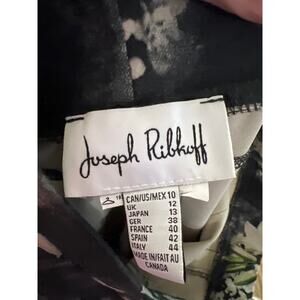 Joseph Ribkoff
CAN/US/MEX 10
UK 12
JAPAN 13
GER 38
FRANCE 40
SPAIN 42
ITALY 44
MADE IN/FAIT AU
CANADA